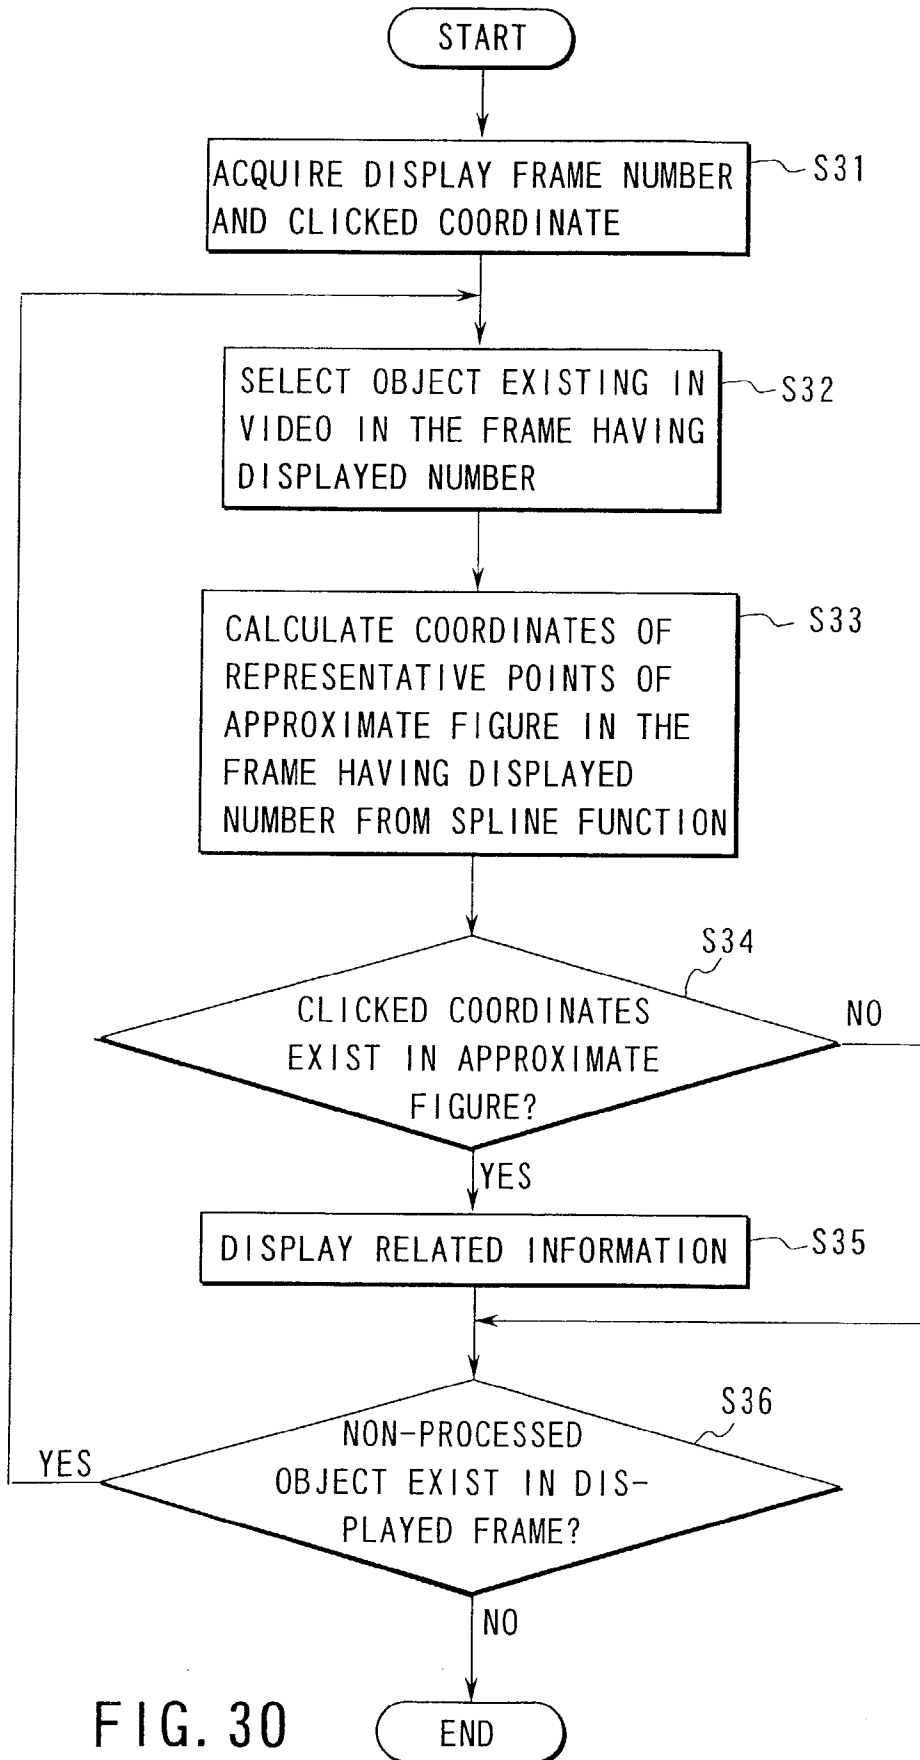 START
ACQUIRE DISPLAY FRAME NUMBER
AND CLICKED COORDINATE
S31
SELECT OBJECT EXISTING IN
VIDEO IN THE FRAME HAVING
DISPLAYED NUMBER
S32
CALCULATE COORDINATES OF
REPRESENTATIVE POINTS OF
APPROXIMATE FIGURE IN THE
FRAME HAVING DISPLAYED
NUMBER FROM SPLINE FUNCTION
S33
S34
CLICKED COORDINATES
EXIST IN APPROXIMATE
FIGURE?
NO
YES
DISPLAY RELATED INFORMATION
S35
S36
NON-PROCESSED
OBJECT EXIST IN DIS-
PLAYED FRAME?
YES
NO
END
FIG. 30